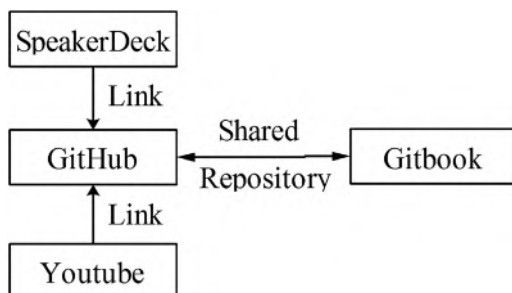 SpeakerDeck
Link
Shared
GitHub
Gitbook
Repository
Link
Youtube